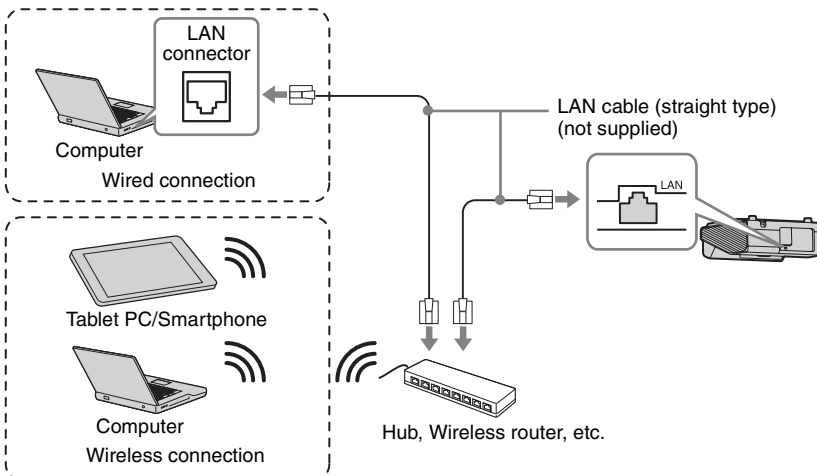 LAN
connector
Computer
Wired connection
LAN cable (straight type)
(not supplied)
LAN
Tablet PC/Smartphone
Computer
Wireless connection
Hub, Wireless router, etc.